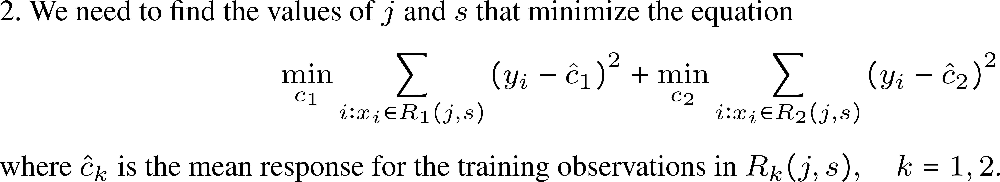 2. We need to find the values of j and s that minimize the equation
\min_{c_1} \sum_{i:x_i \in R_1(j,s)} (y_i - \hat{c}_1)^2 + \min_{c_2} \sum_{i:x_i \in R_2(j,s)} (y_i - \hat{c}_2)^2
where \hat{c}_k is the mean response for the training observations in R_k(j, s), k = 1, 2.